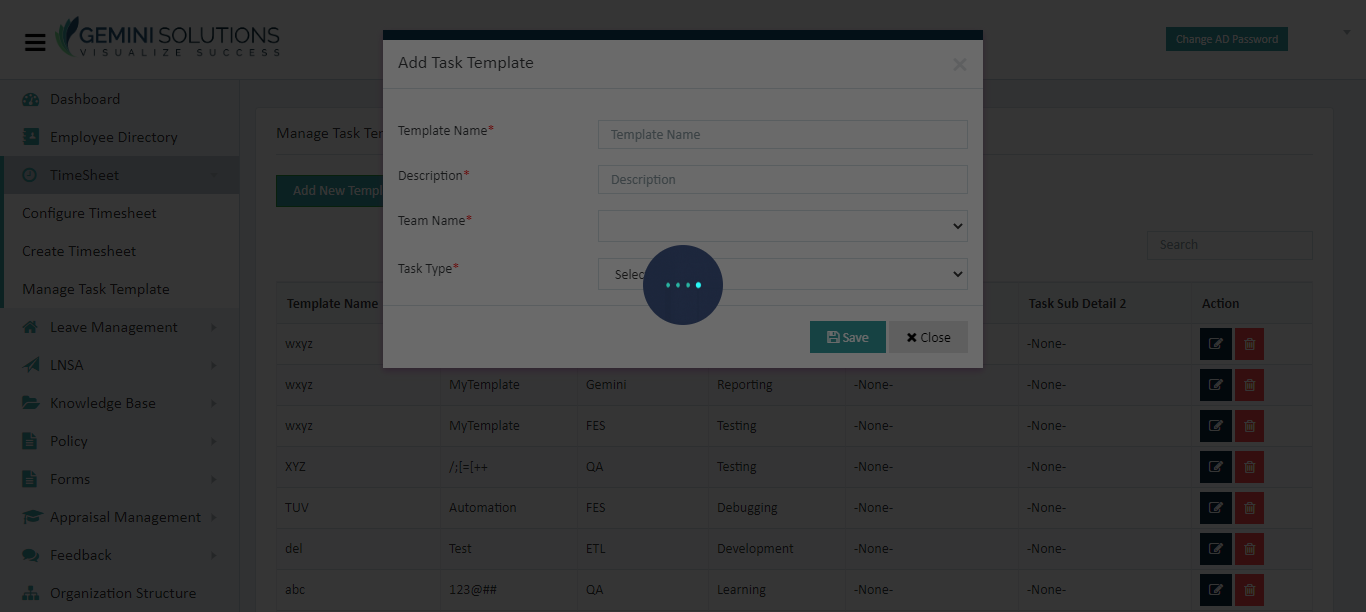 GEMINI SOLUTIONS
VISUALIZE SUCCESS
Change AD Password
Dashboard
Employee Directory
TimeSheet
Configure Timesheet
Create Timesheet
Manage Task Template
Leave Management
LNSA
Knowledge Base
Policy
Forms
Appraisal Management
Feedback
Organization Structure
Manage Task Te
Add New Templ
Search
Add Task Template
Template Name* Template Name
Description* Description
Team Name*
Task Type* Selec
Save Close
Template Name Task Sub Detail 2 Action
wxyz -None-
wxyz MyTemplate Gemini Reporting -None- -None-
wxyz MyTemplate FES Testing -None- -None-
XYZ /;[=[++ QA Testing -None- -None-
TUV Automation FES Debugging -None- -None-
del Test ETL Development -None- -None-
abc 123@## QA Learning -None- -None-